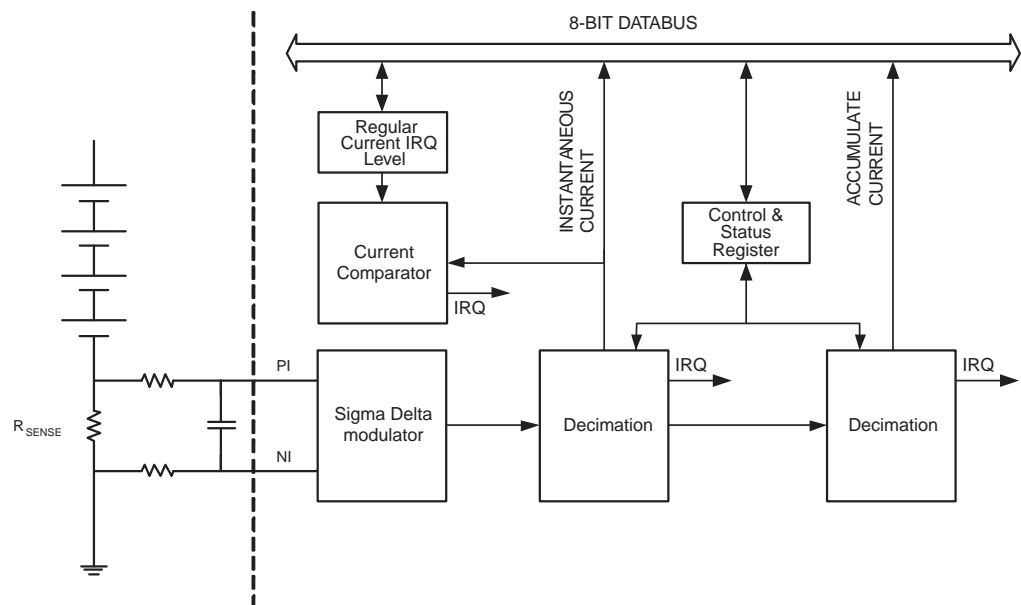 8-BIT DATABUS
Regular
Current IRQ
Level
INSTANTANEOUS
CURRENT
ACCUMULATE
CURRENT
Control &
Status
Register
Current
Comparator
IRQ
PI
IRQ
IRQ
Sigma Delta
modulator
Decimation
Decimation
RSENSE
NI